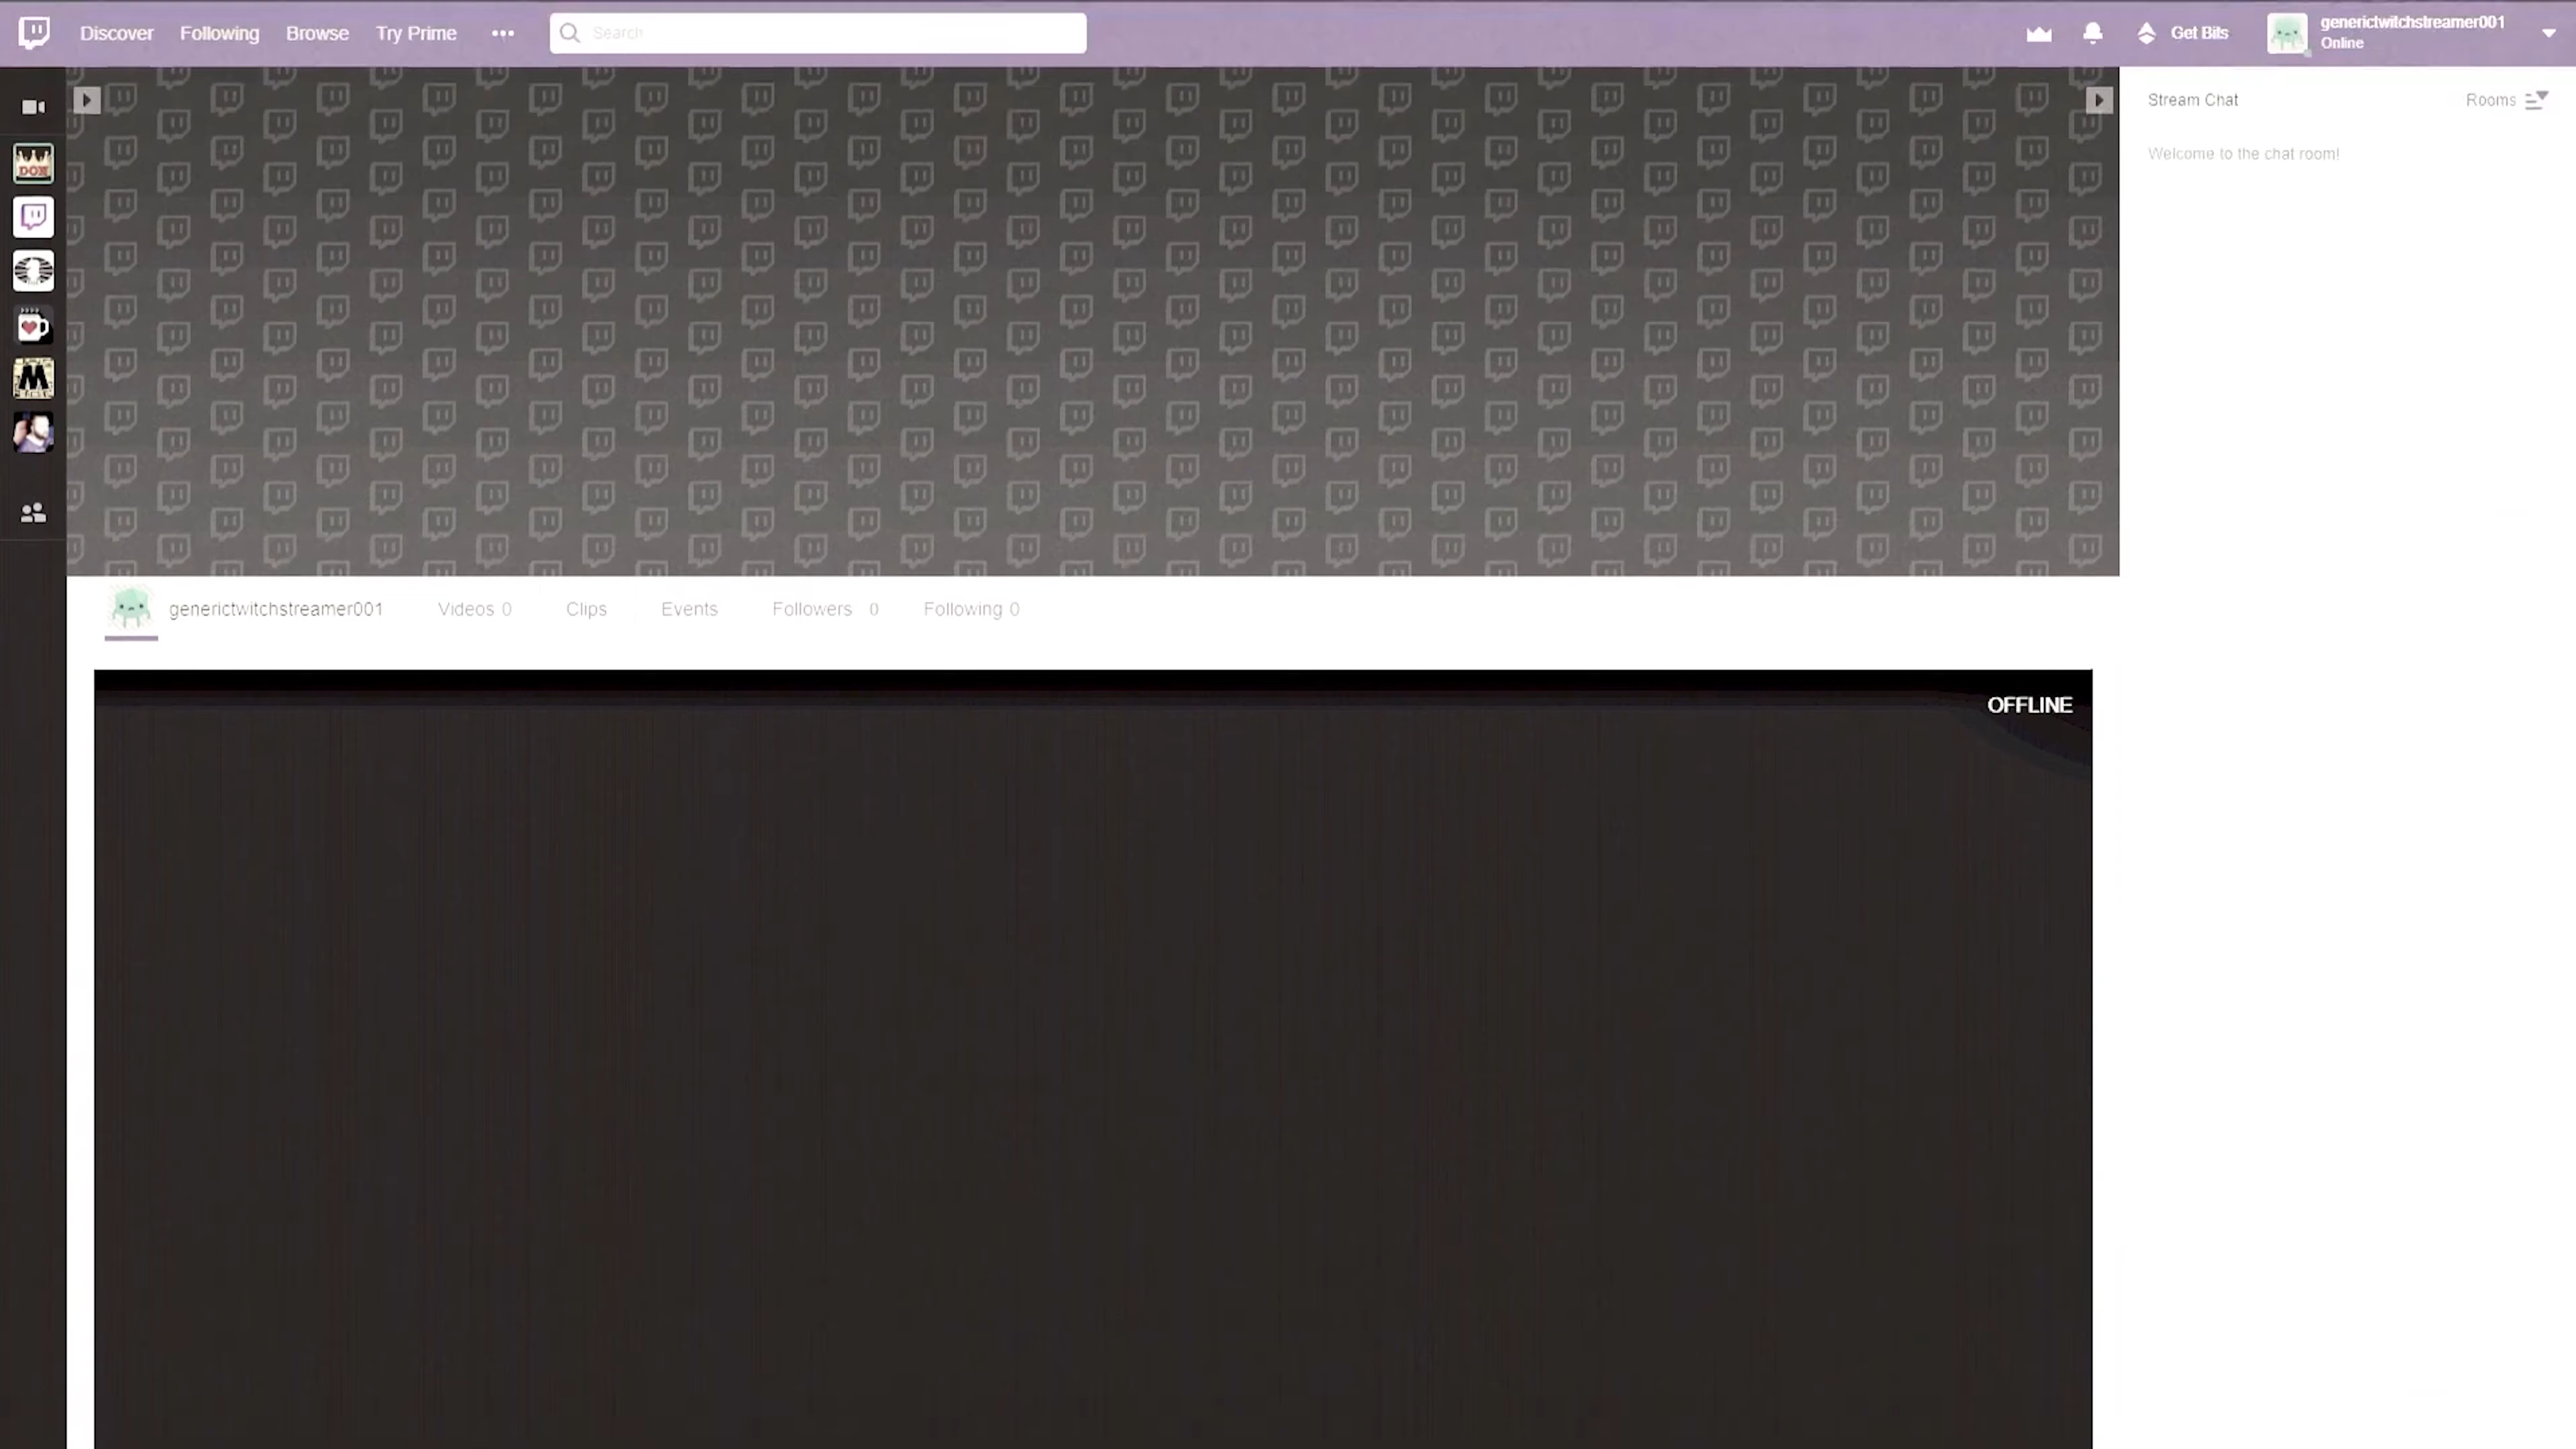 Discover Following Browse Try Prime ••• Search Get Bits generictwitchstreamer001
Online
Stream Chat Rooms
Welcome to the chat room!
DON
M
generictwitchstreamer001 Videos 0 Clips Events Followers 0 Following 0
OFFLINE